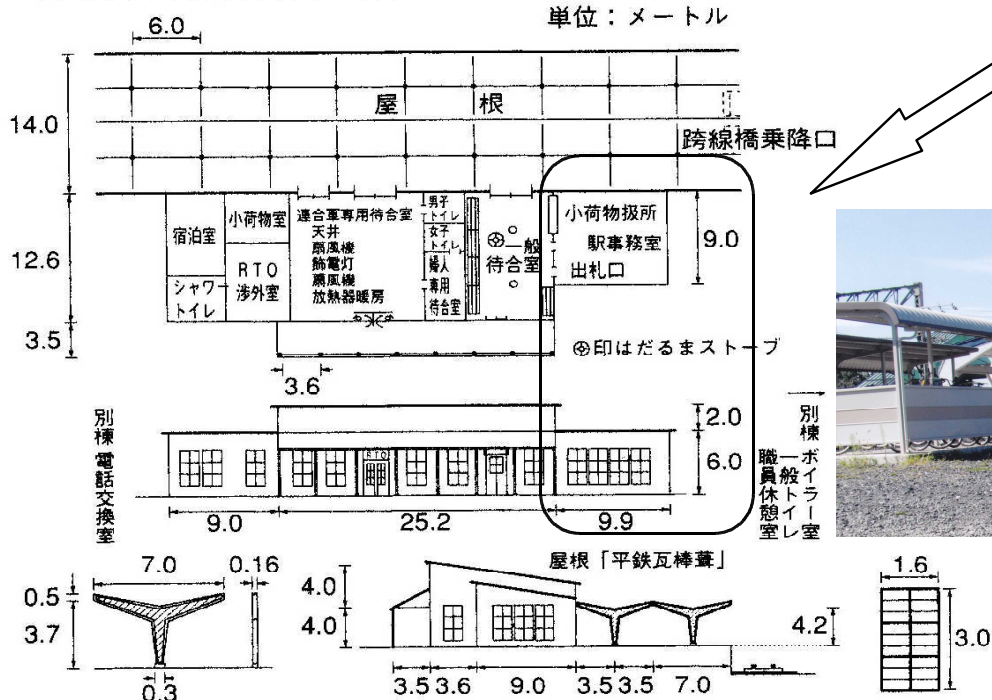 単位：メートル
6.0
14.0
屋根
跨線橋乗降口
12.6
宿泊室
シャワー
トイレ
小荷物室
RTO
渉外室
連合軍専用待合室
天井
扇風機
飾電灯
扇風機
放熱器暖房
男子
トイレ
女子
トイレ
婦人
専用
待合室
一般
待合室
小荷物扱所
駅事務室
出札口
9.0
3.5
3.6
印はだるまストーブ
別棟
電話交換室
RTO
2.0
6.0
別棟
ボイラー室
一般トイレ
職員休憩室
9.0
25.2
9.9
屋根「平鉄瓦棒葺」
7.0
0.16
0.5
3.7
0.3
4.0
4.0
4.2
3.5
3.6
9.0
3.5
3.5
7.0
1.6
3.0